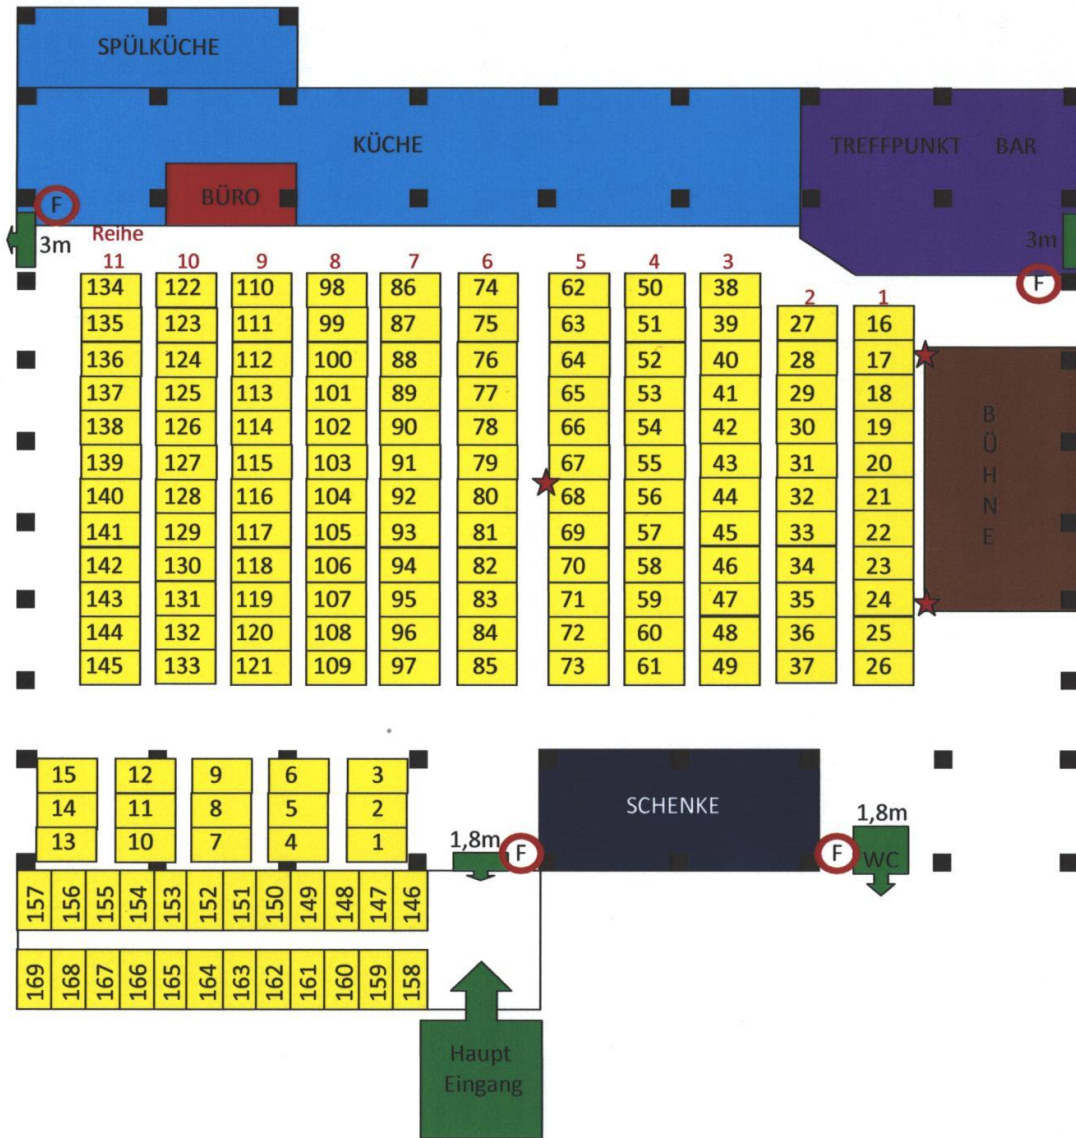 SPÜLKÜCHE
KÜCHE
TREFFPUNKT BAR
BÜRO
F
3m
3m
F
Reihe
11 10 9 8 7 6 5 4 3
2 1
134 122 110 98 86 74 62 50 38
135 123 111 99 87 75 63 51 39 27 16
136 124 112 100 88 76 64 52 40 28 17
137 125 113 101 89 77 65 53 41 29 18
138 126 114 102 90 78 66 54 42 30 19
139 127 115 103 91 79 67 55 43 31 20
140 128 116 104 92 80 68 56 44 32 21
141 129 117 105 93 81 69 57 45 33 22
142 130 118 106 94 82 70 58 46 34 23
143 131 119 107 95 83 71 59 47 35 24
144 132 120 108 96 84 72 60 48 36 25
145 133 121 109 97 85 73 61 49 37 26
BÜHNE
15 12 9 6 3
14 11 8 5 2
13 10 7 4 1
SCHENKE
1,8m
F
F
1,8m
WC
157 156 155 154 153 152 151 150 149 148 147 146
169 168 167 166 165 164 163 162 161 160 159 158
Haupt
Eingang